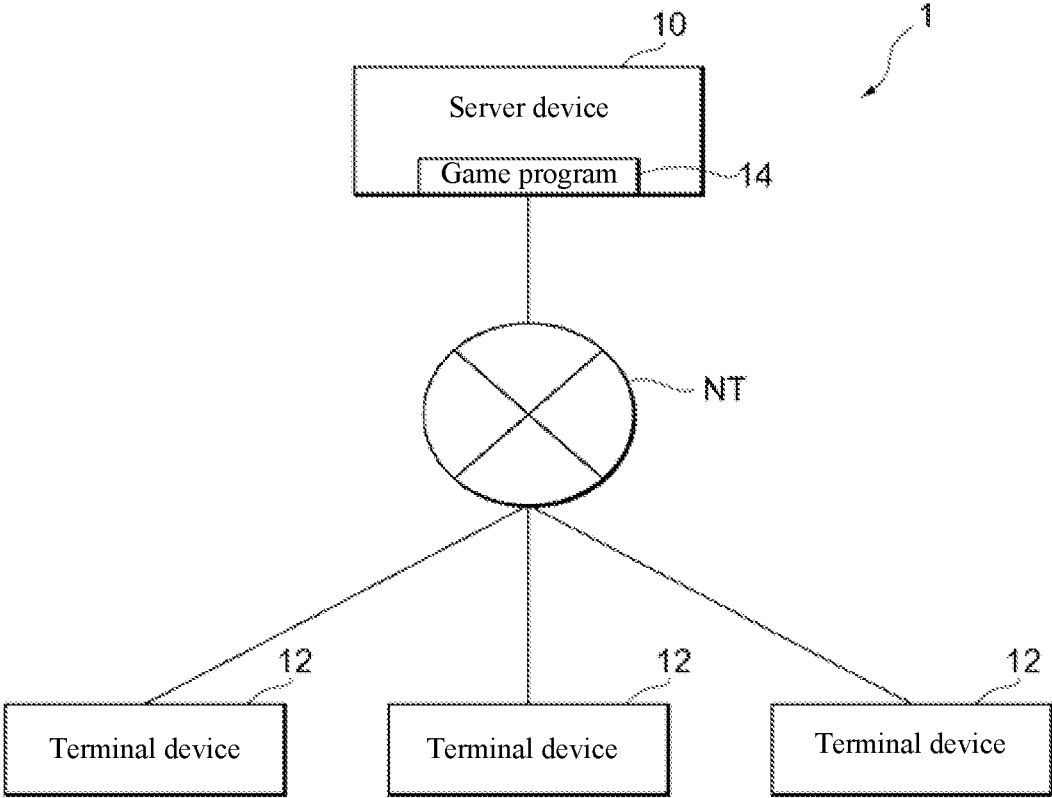 1
10
Server device
Game program
14
NT
12
12
12
Terminal device
Terminal device
Terminal device